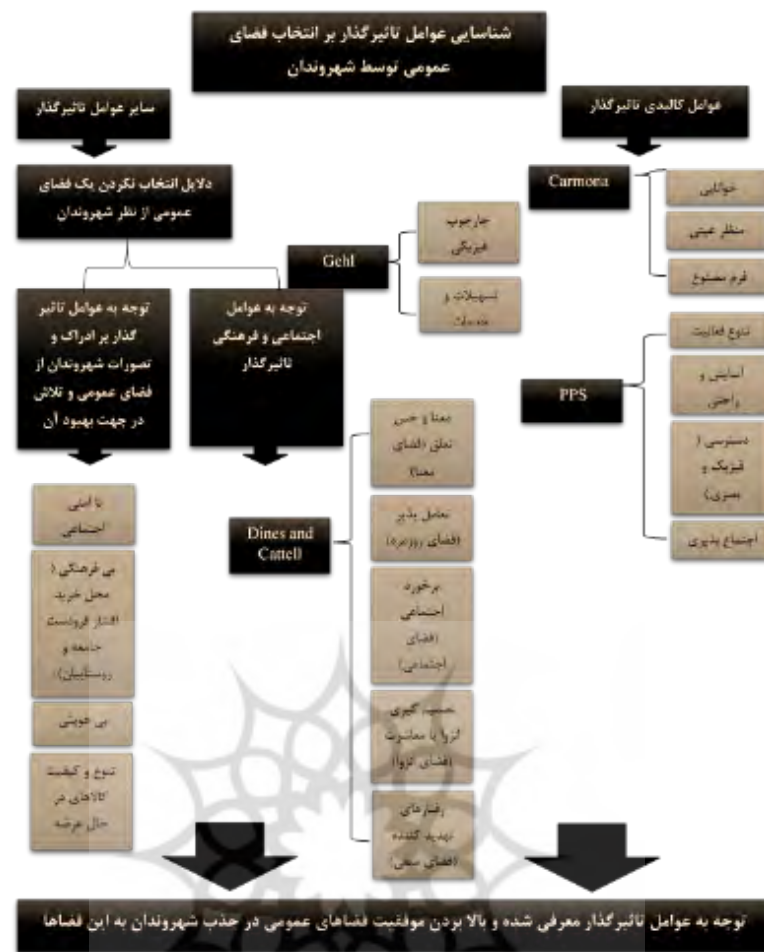 شناسایی عوامل تاثیرگذار بر انتخاب فضای
عمومی توسط شهروندان
عوامل کالبدی تاثیرگذار
Carmona
خوانایی
منظر عینی
فرم مصنوع
PPS
تنوع فعالیت
آسایش و
راحتی
دسترسی (
فیزیک و
بصری)
اجتماع پذیری
Gehl
چارچوب
فیزیکی
تسهیلات و
خدمات
سایر عوامل تاثیرگذار
دلایل انتخاب نکردن یک فضای
عمومی از نظر شهروندان
توجه به عوامل
اجتماعی و فرهنگی
تاثیرگذار
توجه به عوامل تاثیر
گذار بر ادراک و
تصورات شهروندان از
فضای عمومی و تلاش
در جهت بهبود آن
Dines and
Cattell
معنا و حس
تعلق (فضای
معنا)
تعامل پذیر
(فضای روزمره)
برخورد
اجتماعی
(فضای
اجتماعی)
تصمیم گیری
انزوا یا معاشرت
(فضای انزوا)
رفتارهای
تهدید کننده
(فضای منفی)
نا امنی
اجتماعی
بی فرهنگی (
محل خرید
اقشار فرودست
جامعه و
روستاییان)
بی هویتی
تنوع و کیفیت
کالاهای در
حال عرضه
توجه به عوامل تاثیرگذار معرفی شده و بالا بردن موفقیت فضاهای عمومی در جذب شهروندان به این فضاها